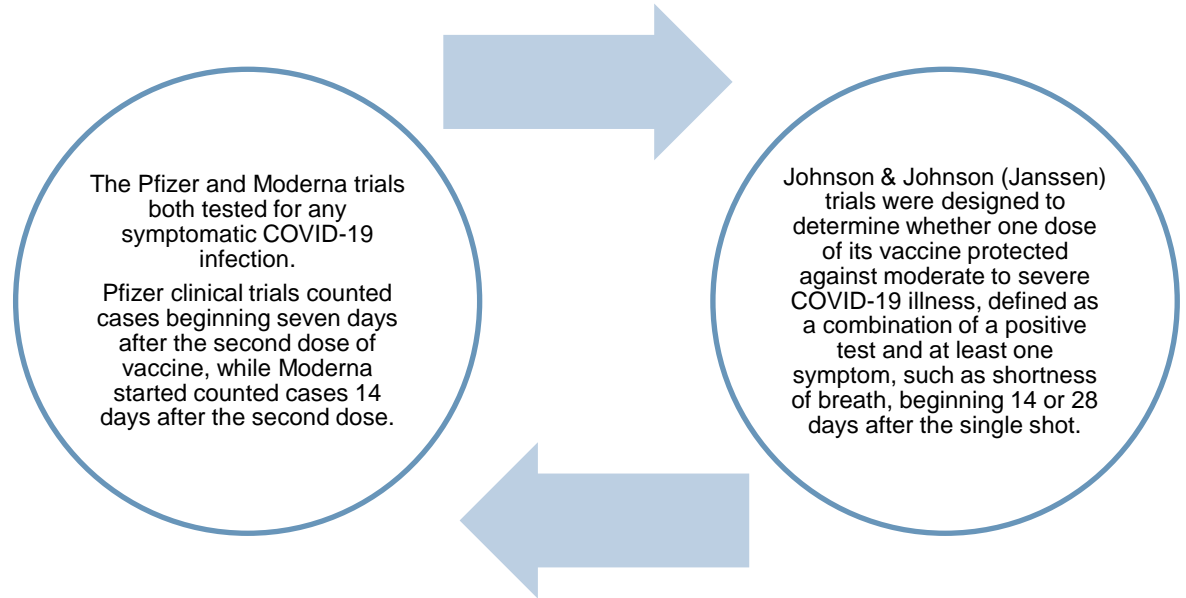 The Pfizer and Moderna trials
both tested for any
symptomatic COVID-19
infection.
Pfizer clinical trials counted
cases beginning seven days
after the second dose of
vaccine, while Moderna
started counted cases 14
days after the second dose.
Johnson & Johnson (Janssen)
trials were designed to
determine whether one dose
of its vaccine protected
against moderate to severe
COVID-19 illness, defined as
a combination of a positive
test and at least one
symptom, such as shortness
of breath, beginning 14 or 28
days after the single shot.